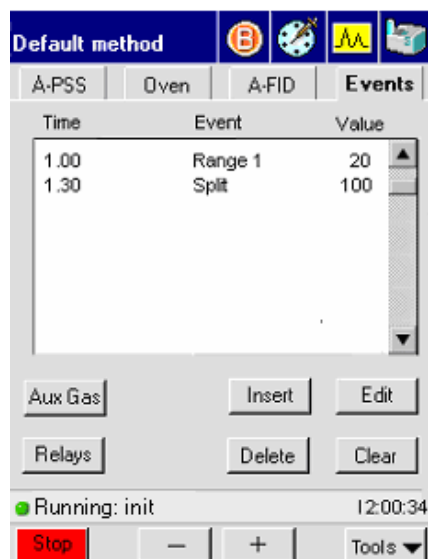 Default method B
A-PSS Oven A-FID Events
Time Event Value
1.00 Range 1 20
1.30 Split 100
Aux Gas Insert Edit
Relays Delete Clear
Running: init 12:00:34
Stop − + Tools